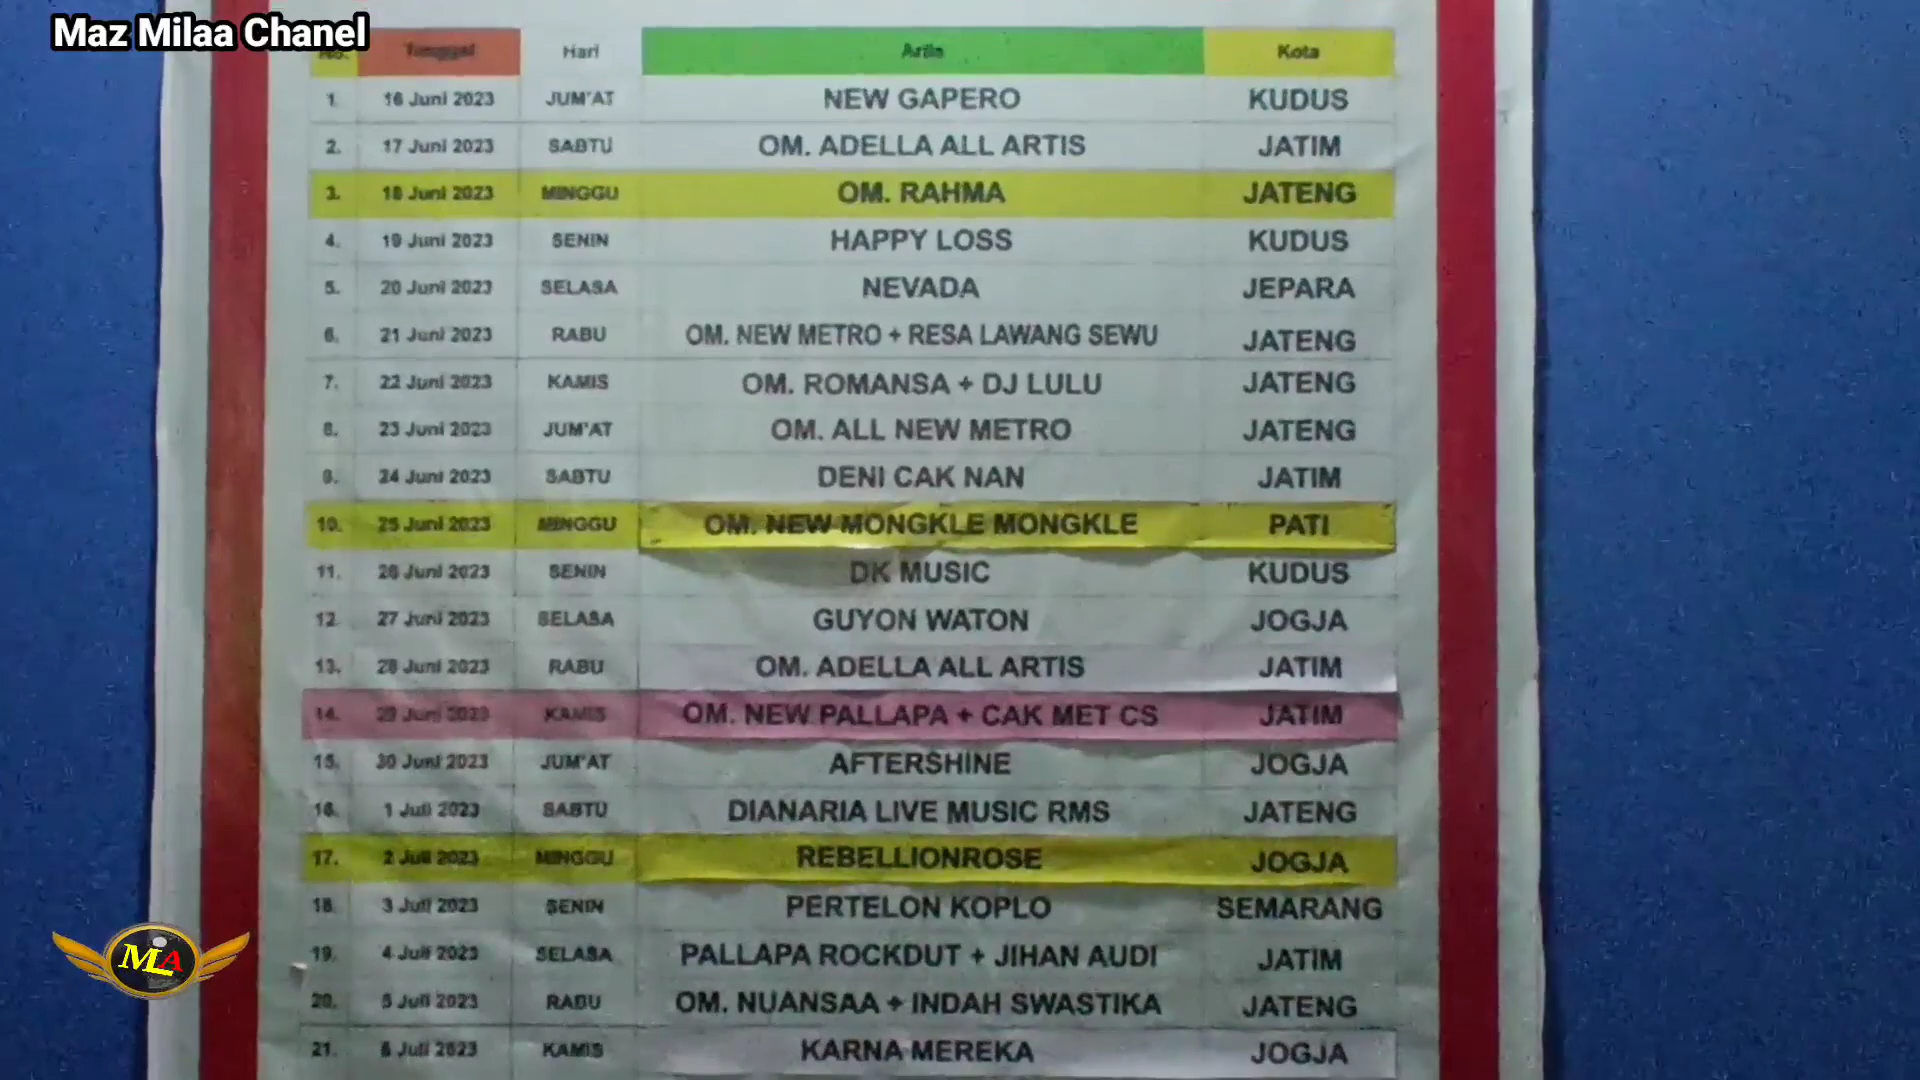 Maz Milaa Chanel
No. Tanggal Hari Artis Kota
1. 16 Juni 2023 JUM'AT NEW GAPERO KUDUS
2. 17 Juni 2023 SABTU OM. ADELLA ALL ARTIS JATIM
3. 18 Juni 2023 MINGGU OM. RAHMA JATENG
4. 19 Juni 2023 SENIN HAPPY LOSS KUDUS
5. 20 Juni 2023 SELASA NEVADA JEPARA
6. 21 Juni 2023 RABU OM. NEW METRO + RESA LAWANG SEWU JATENG
7. 22 Juni 2023 KAMIS OM. ROMANSA + DJ LULU JATENG
8. 23 Juni 2023 JUM'AT OM. ALL NEW METRO JATENG
9. 24 Juni 2023 SABTU DENI CAK NAN JATIM
10. 25 Juni 2023 MINGGU OM. NEW MONGKLE MONGKLE PATI
11. 26 Juni 2023 SENIN DK MUSIC KUDUS
12. 27 Juni 2023 SELASA GUYON WATON JOGJA
13. 28 Juni 2023 RABU OM. ADELLA ALL ARTIS JATIM
14. 29 Juni 2023 KAMIS OM. NEW PALLAPA + CAK MET CS JATIM
15. 30 Juni 2023 JUM'AT AFTERSHINE JOGJA
16. 1 Juli 2023 SABTU DIANARIA LIVE MUSIC RMS JATENG
17. 2 Juli 2023 MINGGU REBELLIONROSE JOGJA
18. 3 Juli 2023 SENIN PERTELON KOPLO SEMARANG
19. 4 Juli 2023 SELASA PALLAPA ROCKDUT + JIHAN AUDI JATIM
20. 5 Juli 2023 RABU OM. NUANSAA + INDAH SWASTIKA JATENG
21. 6 Juli 2023 KAMIS KARNA MEREKA JOGJA
MLA